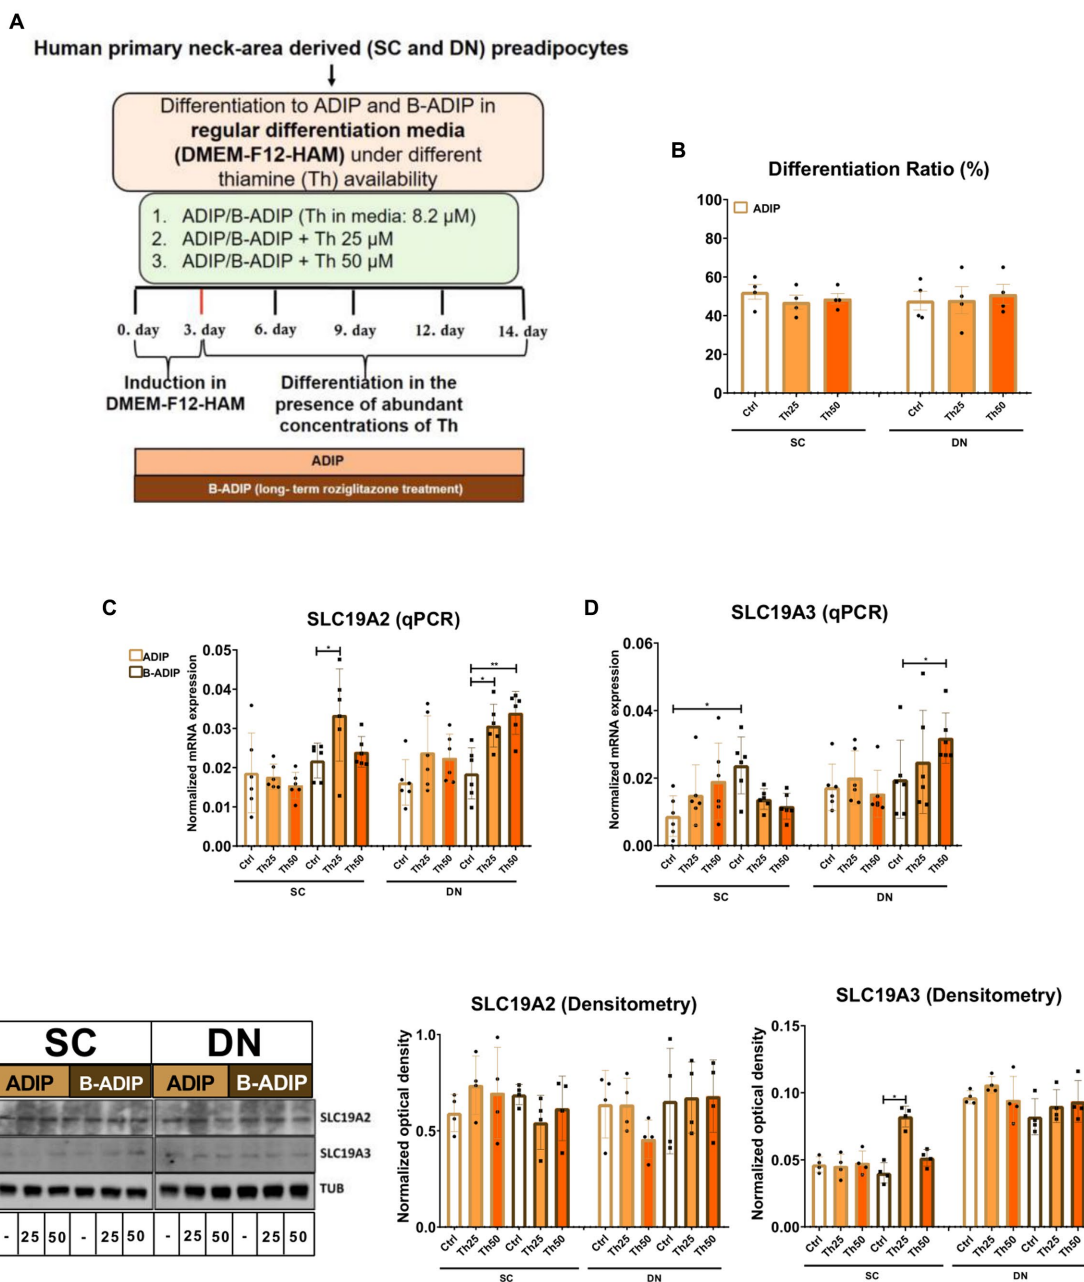 A
Human primary neck-area derived (SC and DN) preadipocytes
Differentiation to ADIP and B-ADIP in
regular differentiation media
(DMEM-F12-HAM) under different
thiamine (Th) availability
1. ADIP/B-ADIP (Th in media: 8.2 µM)
2. ADIP/B-ADIP + Th 25 µM
3. ADIP/B-ADIP + Th 50 µM
0. day 3. day 6. day 9. day 12. day 14. day
Induction in
DMEM-F12-HAM
Differentiation in the
presence of abundant
concentrations of Th
ADIP
B-ADIP (long- term roziglitazone treatment)
B
Differentiation Ratio (%)
ADIP
100
80
60
40
20
0
Ctrl Th25 Th50 Ctrl Th25 Th50
SC DN
C
SLC19A2 (qPCR)
ADIP
B-ADIP
Normalized mRNA expression
0.05
0.04
0.03
0.02
0.01
0.00
* * **
Ctrl Th25 Th50 Ctrl Th25 Th50 Ctrl Th25 Th50 Ctrl Th25 Th50
SC DN
D
SLC19A3 (qPCR)
Normalized mRNA expression
0.06
0.04
0.02
0.00
* *
Ctrl Th25 Th50 Ctrl Th25 Th50 Ctrl Th25 Th50 Ctrl Th25 Th50
SC DN
SC DN
ADIP B-ADIP ADIP B-ADIP
SLC19A2
SLC19A3
TUB
- 25 50 - 25 50 - 25 50 - 25 50
SLC19A2 (Densitometry)
Normalized optical density
1.0
0.5
0.0
Ctrl Th25 Th50 Ctrl Th25 Th50 Ctrl Th25 Th50 Ctrl Th25 Th50
SC DN
SLC19A3 (Densitometry)
Normalized optical density
0.15
0.10
0.05
0.00
*
Ctrl Th25 Th50 Ctrl Th25 Th50 Ctrl Th25 Th50 Ctrl Th25 Th50
SC DN